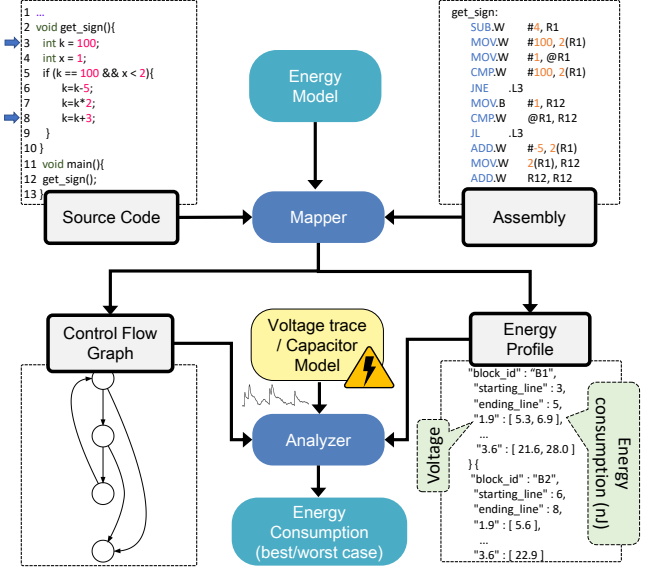 1 ...
2 void get_sign(){
3 int k = 100;
4 int x = 1;
5 if (k == 100 && x < 2){
6 k=k-5;
7 k=k*2;
8 k=k+3;
9 }
10 }
11 void main(){
12 get_sign();
13 }
Source Code
Energy
Model
Mapper
get_sign:
SUB.W #4, R1
MOV.W #100, 2(R1)
MOV.W #1, @R1
CMP.W #100, 2(R1)
JNE .L3
MOV.B #1, R12
CMP.W @R1, R12
JL .L3
ADD.W #-5, 2(R1)
MOV.W 2(R1), R12
ADD.W R12, R12
Assembly
Control Flow
Graph
Voltage trace
/ Capacitor
Model
Analyzer
Energy
Consumption
(best/worst case)
Energy
Profile
"block_id" : "B1",
"starting_line" : 3,
"ending_line" : 5,
"1.9" : [ 5.3, 6.9 ],
...
"3.6" : [ 21.6, 28.0 ]
} {
"block_id" : "B2",
"starting_line" : 6,
"ending_line" : 8,
"1.9" : [ 5.6 ],
...
"3.6" : [ 22.9 ]
Voltage
Energy
consumption (nJ)